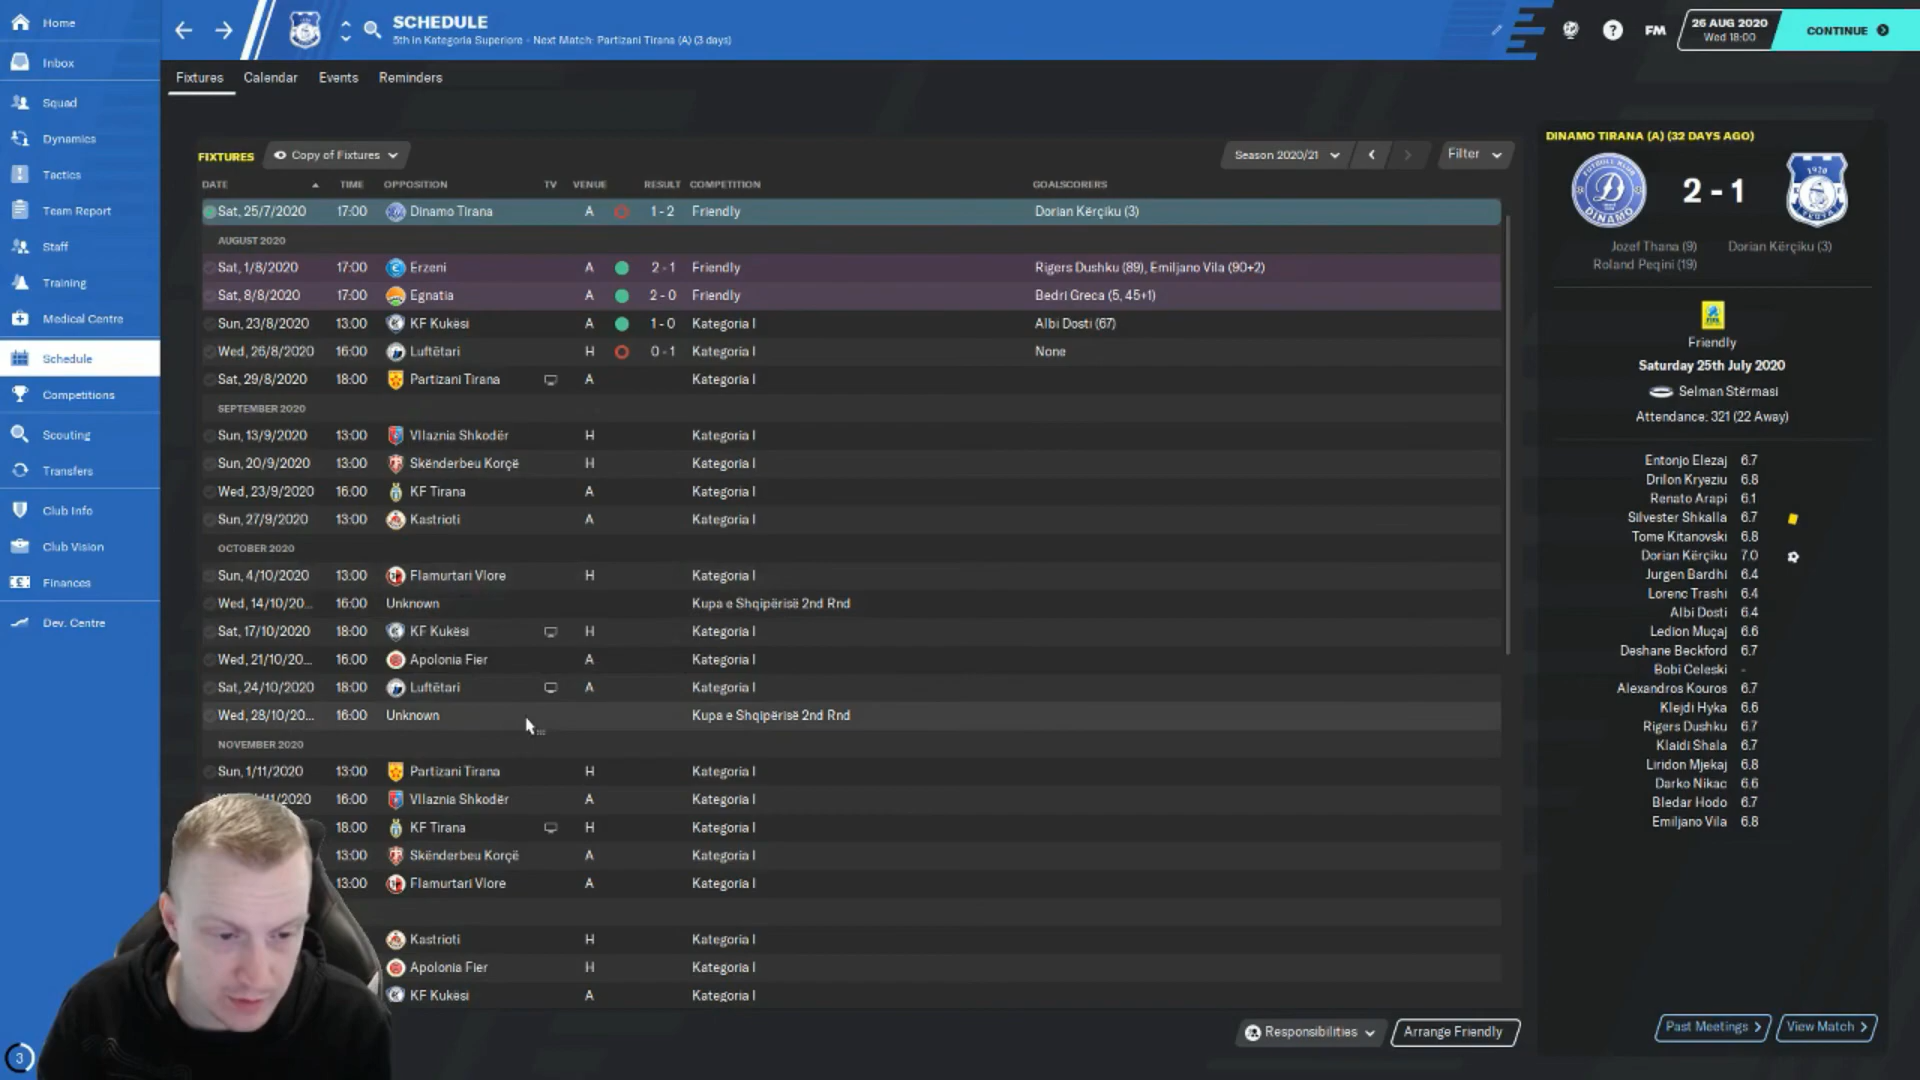 Home
Inbox
Squad
Dynamics
Tactics
Team Report
Staff
Training
Medical Centre
Schedule
Competitions
Scouting
Transfers
Club Info
Club Vision
Finances
Dev. Centre
3
SCHEDULE
5th in Kategoria Superiore - Next Match: Partizani Tirana (A) (3 days)
FM
26 AUG 2020
Wed 18:00
CONTINUE
Fixtures Calendar Events Reminders
FIXTURES Copy of Fixtures Season 2020/21 Filter
DATE TIME OPPOSITION TV VENUE RESULT COMPETITION GOALSCORERS
Sat, 25/7/2020 17:00 Dinamo Tirana A 1 - 2 Friendly Dorian Kërçiku (3)
AUGUST 2020
Sat, 1/8/2020 17:00 Erzeni A 2 - 1 Friendly Rigers Dushku (89), Emiljano Vila (90+2)
Sat, 8/8/2020 17:00 Egnatia A 2 - 0 Friendly Bedri Greca (5, 45+1)
Sun, 23/8/2020 13:00 KF Kukësi A 1 - 0 Kategoria I Albi Dosti (67)
Wed, 26/8/2020 16:00 Luftëtari H 0 - 1 Kategoria I None
Sat, 29/8/2020 18:00 Partizani Tirana A Kategoria I
SEPTEMBER 2020
Sun, 13/9/2020 13:00 Vllaznia Shkodër H Kategoria I
Sun, 20/9/2020 13:00 Skënderbeu Korçë H Kategoria I
Wed, 23/9/2020 16:00 KF Tirana A Kategoria I
Sun, 27/9/2020 13:00 Kastrioti A Kategoria I
OCTOBER 2020
Sun, 4/10/2020 13:00 Flamurtari Vlore H Kategoria I
Wed, 14/10/20... 16:00 Unknown Kupa e Shqipërisë 2nd Rnd
Sat, 17/10/2020 18:00 KF Kukësi H Kategoria I
Wed, 21/10/20... 16:00 Apolonia Fier A Kategoria I
Sat, 24/10/2020 18:00 Luftëtari A Kategoria I
Wed, 28/10/20... 16:00 Unknown Kupa e Shqipërisë 2nd Rnd
NOVEMBER 2020
Sun, 1/11/2020 13:00 Partizani Tirana H Kategoria I
16:00 Vllaznia Shkodër A Kategoria I
18:00 KF Tirana H Kategoria I
13:00 Skënderbeu Korçë A Kategoria I
13:00 Flamurtari Vlore A Kategoria I
Kastrioti H Kategoria I
Apolonia Fier H Kategoria I
KF Kukësi A Kategoria I
Responsibilities Arrange Friendly
DINAMO TIRANA (A) (32 DAYS AGO)
2 - 1
Jozef Thana (9) Dorian Kërçiku (3)
Roland Peqini (19)
Friendly
Saturday 25th July 2020
Selman Stërmasi
Attendance: 321 (22 Away)
Entonjo Elezaj 6.7
Drilon Kryeziu 6.8
Renato Arapi 6.1
Silvester Shkalla 6.7
Tome Kitanovski 6.8
Dorian Kërçiku 7.0
Jurgen Bardhi 6.4
Lorenc Trashi 6.4
Albi Dosti 6.4
Ledion Muçaj 6.6
Deshane Beckford 6.7
Bobi Celeski -
Alexandros Kouros 6.7
Klejdi Hyka 6.6
Rigers Dushku 6.7
Klaidi Shala 6.7
Liridon Mjekaj 6.8
Darko Nikac 6.6
Bledar Hodo 6.7
Emiljano Vila 6.8
Past Meetings View Match